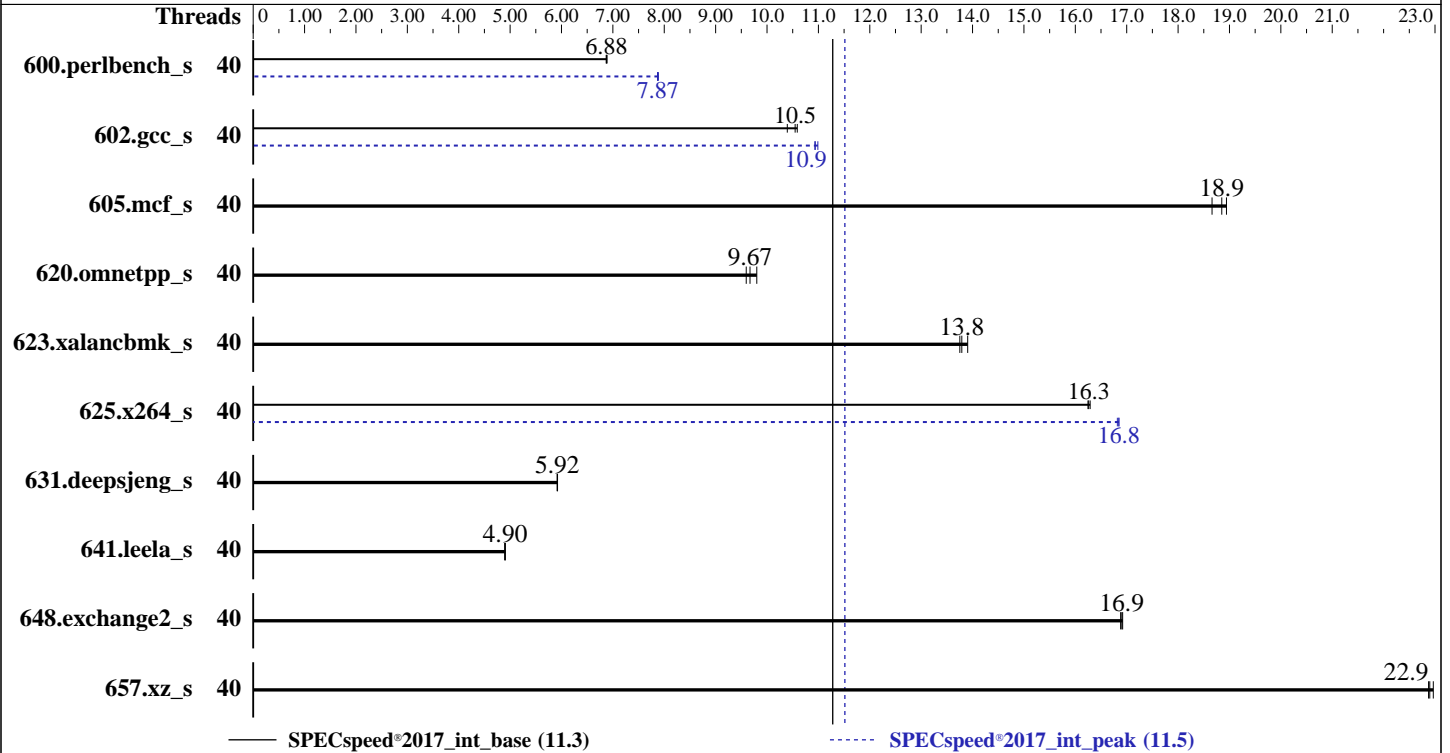 Threads 0 1.00 2.00 3.00 4.00 5.00 6.00 7.00 8.00 9.00 10.0 11.0 12.0 13.0 14.0 15.0 16.0 17.0 18.0 19.0 20.0 21.0 23.0
600.perlbench_s 40 6.88
7.87
602.gcc_s 40 10.5
10.9
605.mcf_s 40 18.9
620.omnetpp_s 40 9.67
623.xalancbmk_s 40 13.8
625.x264_s 40 16.3
16.8
631.deepsjeng_s 40 5.92
641.leela_s 40 4.90
648.exchange2_s 40 16.9
657.xz_s 40 22.9
SPECspeed®2017_int_base (11.3) SPECspeed®2017_int_peak (11.5)